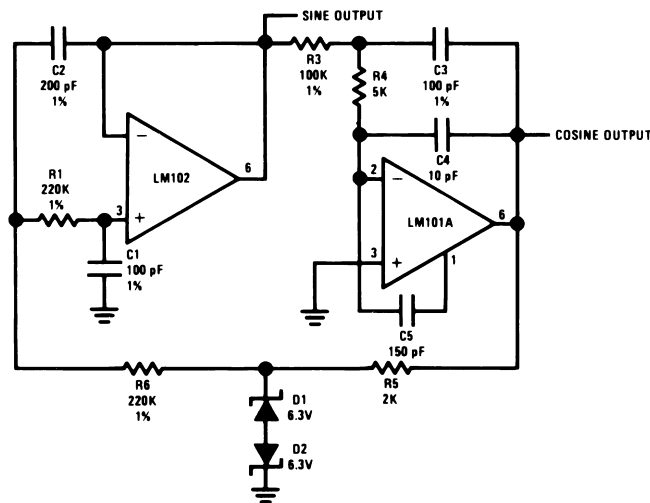 SINE OUTPUT
C2
200 pF
1%
R3
100K
1%
R4
5K
C3
100 pF
1%
COSINE OUTPUT
C4
10 pF
−
LM102
6
+
3
R1
220K
1%
C1
100 pF
1%
2
−
LM101A
6
3
+
1
C5
150 pF
R6
220K
1%
R5
2K
D1
6.3V
D2
6.3V